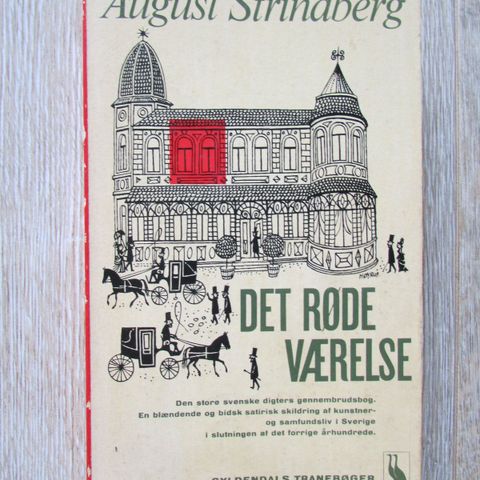 August Strindberg
DET RØDE
VÆRELSE
Den store svenske digters gennembrudsbog.
En blændende og bidsk satirisk skildring af kunstner-
og samfundsliv i Sverige
i slutningen af det forrige århundrede.
GYLDENDALS TRANEBØGER